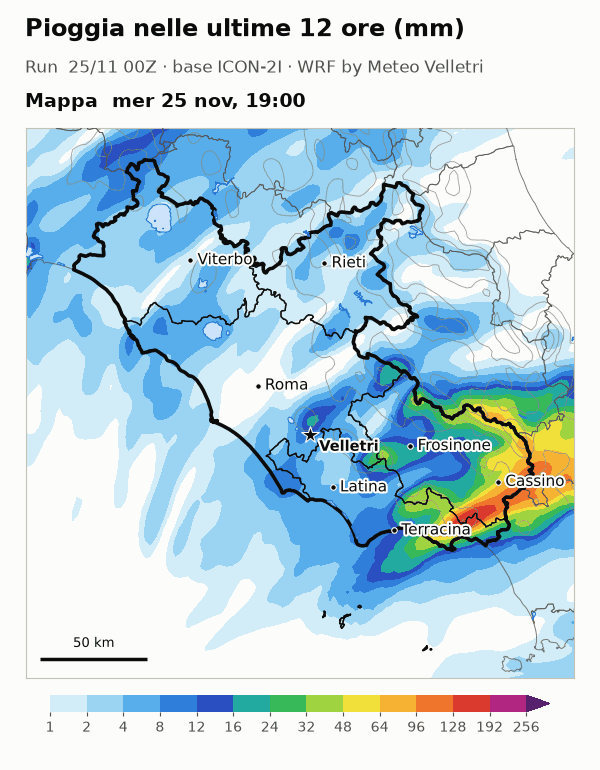 Pioggia nelle ultime 12 ore (mm)
Run  25/11 00Z · base ICON-2I · WRF by Meteo Velletri
Mappa  mer 25 nov, 19:00
Viterbo
Rieti
Roma
Velletri
Frosinone
Latina
Cassino
Terracina
50 km
1 2 4 8 12 16 24 32 48 64 96 128 192 256